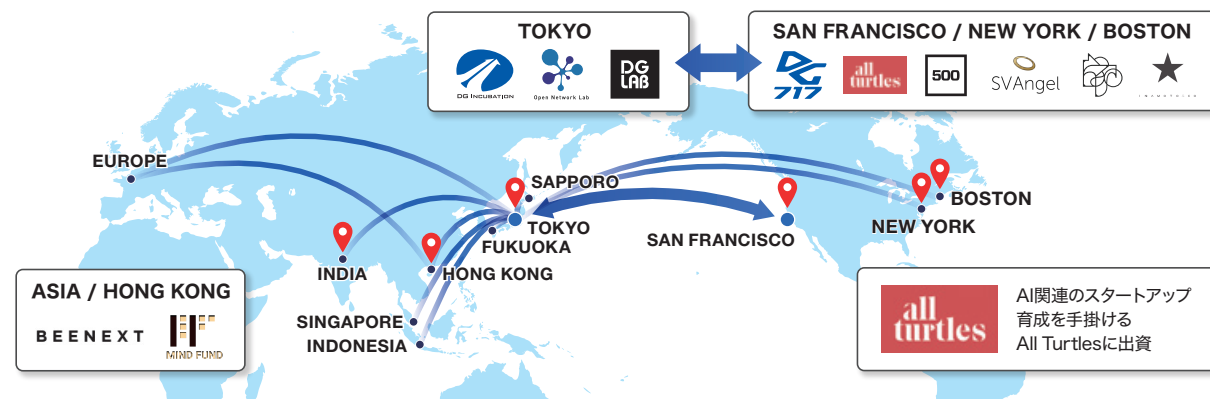 TOKYO
DG INCUBATION
Open Network Lab
DG
LAB
SAN FRANCISCO / NEW YORK / BOSTON
DG
717
all
turtles
500
SVAngel
EUROPE
SAPPORO
TOKYO
FUKUOKA
SAN FRANCISCO
BOSTON
NEW YORK
INDIA
HONG KONG
SINGAPORE
INDONESIA
ASIA / HONG KONG
BEENEXT
MIND FUND
all
turtles
AI関連のスタートアップ
育成を手掛ける
All Turtlesに出資